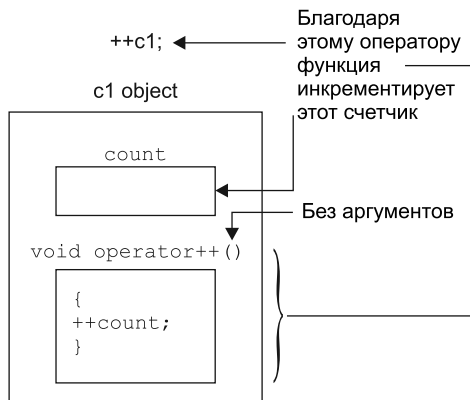 ++c1;
Благодаря
этому оператору
функция
инкрементирует
этот счетчик
c1 object
count
Без аргументов
void operator++()
{
++count;
}